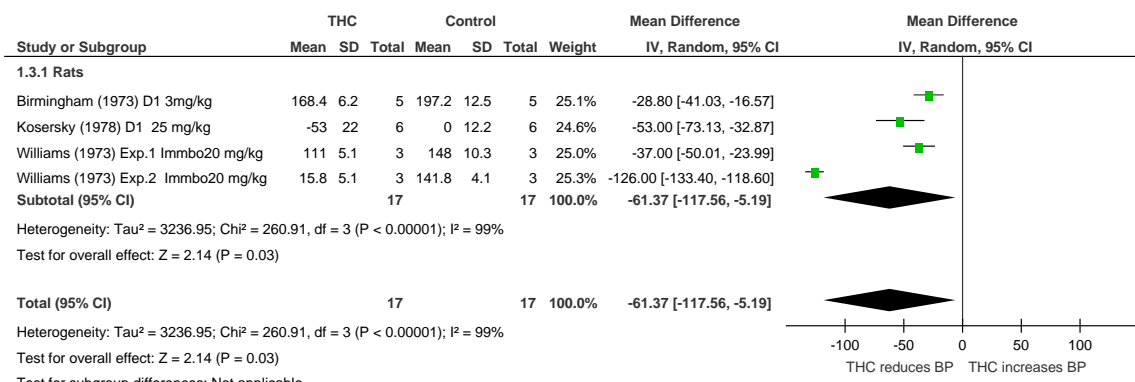 THC Control Mean Difference Mean Difference
Study or Subgroup Mean SD Total Mean SD Total Weight IV, Random, 95% CI IV, Random, 95% CI
1.3.1 Rats
Birmingham (1973) D1 3mg/kg 168.4 6.2 5 197.2 12.5 5 25.1% -28.80 [-41.03, -16.57]
Kosersky (1978) D1 25 mg/kg -53 22 6 0 12.2 6 24.6% -53.00 [-73.13, -32.87]
Williams (1973) Exp.1 Immbo20 mg/kg 111 5.1 3 148 10.3 3 25.0% -37.00 [-50.01, -23.99]
Williams (1973) Exp.2 Immbo20 mg/kg 15.8 5.1 3 141.8 4.1 3 25.3% -126.00 [-133.40, -118.60]
Subtotal (95% CI) 17 17 100.0% -61.37 [-117.56, -5.19]
Heterogeneity: Tau² = 3236.95; Chi² = 260.91, df = 3 (P < 0.00001); I² = 99%
Test for overall effect: Z = 2.14 (P = 0.03)
Total (95% CI) 17 17 100.0% -61.37 [-117.56, -5.19]
Heterogeneity: Tau² = 3236.95; Chi² = 260.91, df = 3 (P < 0.00001); I² = 99%
Test for overall effect: Z = 2.14 (P = 0.03)
Test for subgroup differences: Not applicable
-100 -50 0 50 100
THC reduces BP THC increases BP